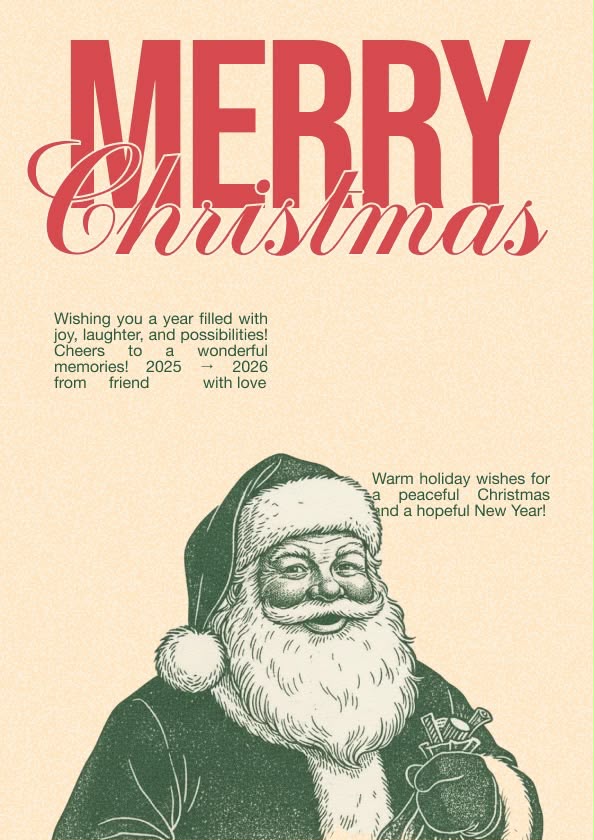 MERRY
Christmas
Wishing you a year filled with
joy, laughter, and possibilities!
Cheers to a wonderful
memories! 2025 → 2026
from friend with love
Warm holiday wishes for
a peaceful Christmas
and a hopeful New Year!